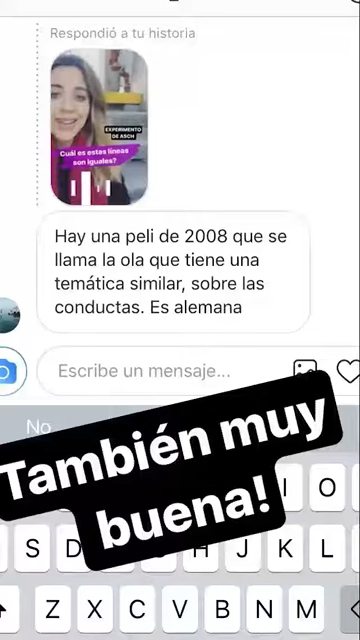 Respondió a tu historia
EXPERIMENTO
DE ASCH
Cuál es estas líneas
son iguales?
Hay una peli de 2008 que se
llama la ola que tiene una
temática similar, sobre las
conductas. Es alemana
Escribe un mensaje...
No
También muy
buena!
I O
S D H J K L
Z X C V B N M